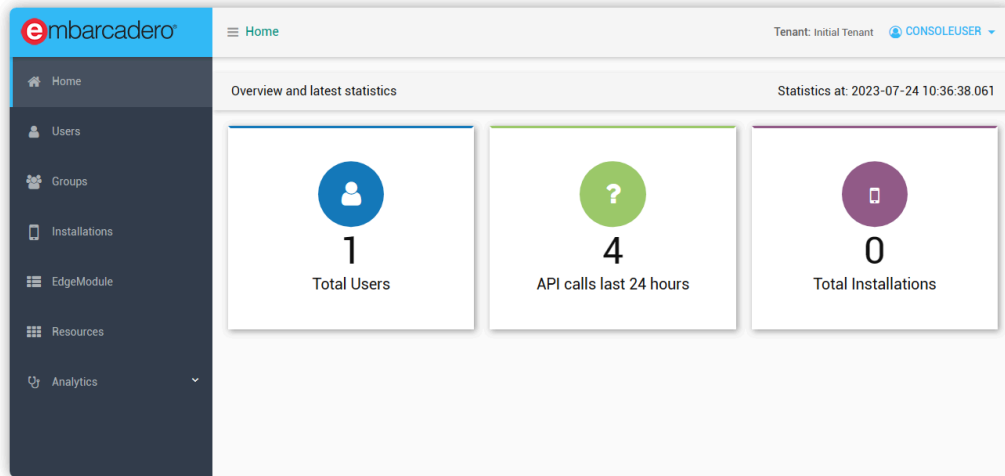 embarcadero®
Home
Tenant: Initial Tenant
CONSOLEUSER
Home
Users
Groups
Installations
EdgeModule
Resources
Analytics
Overview and latest statistics
Statistics at: 2023-07-24 10:36:38.061
1
Total Users
?
4
API calls last 24 hours
0
Total Installations